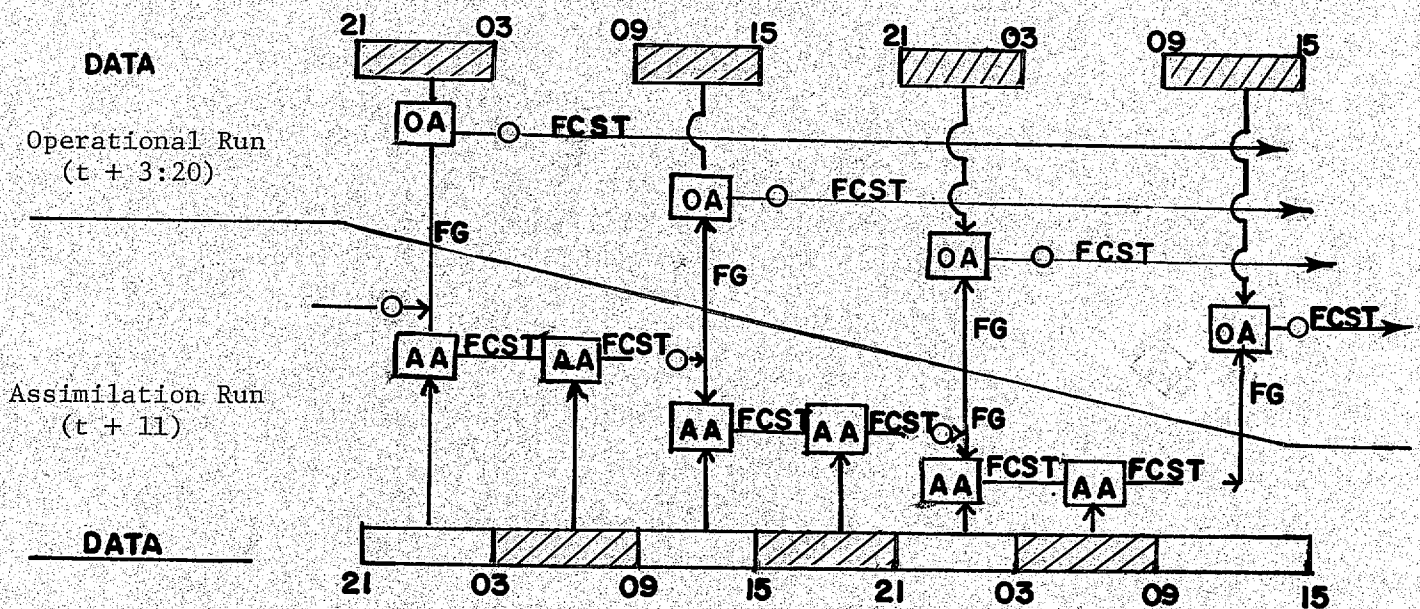 21 03 09 15 21 03 09 15
DATA
OA FCST
Operational Run
(t + 3:20)
OA FCST
FG
OA FCST
FG
OA FCST
FG
AA FCST AA FCST
FG
Assimilation Run
(t + 11)
AA FCST AA FCST FG
AA FCST AA FCST
DATA
21 03 09 15 21 03 09 15